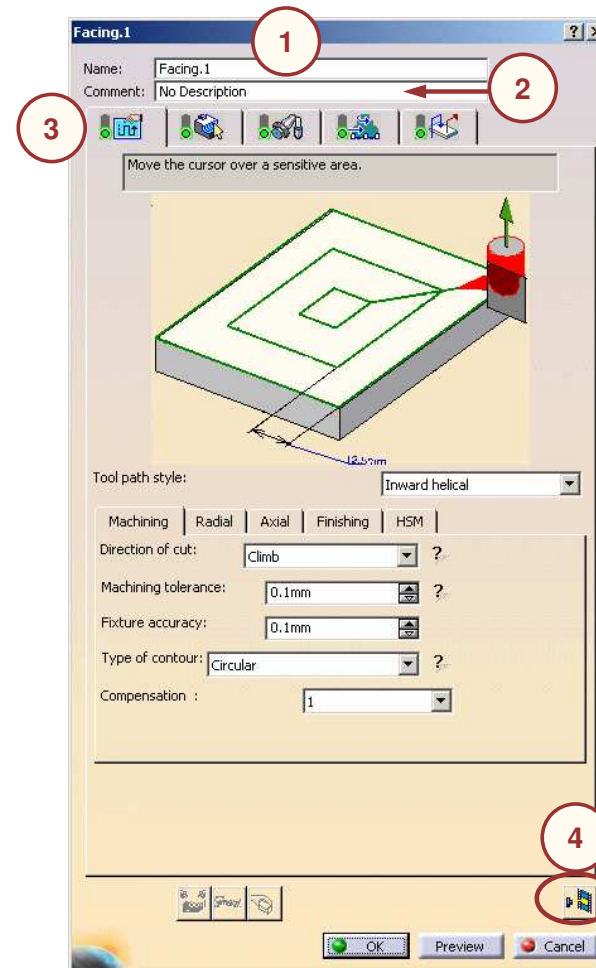 Facing.1
1
Name: Facing.1
Comment: No Description
2
3
Move the cursor over a sensitive area.
Tool path style: Inward helical
Machining Radial Axial Finishing HSM
Direction of cut: Climb ?
Machining tolerance: 0.1mm ?
Fixture accuracy: 0.1mm
Type of contour: Circular ?
Compensation : 1
4
OK Preview Cancel